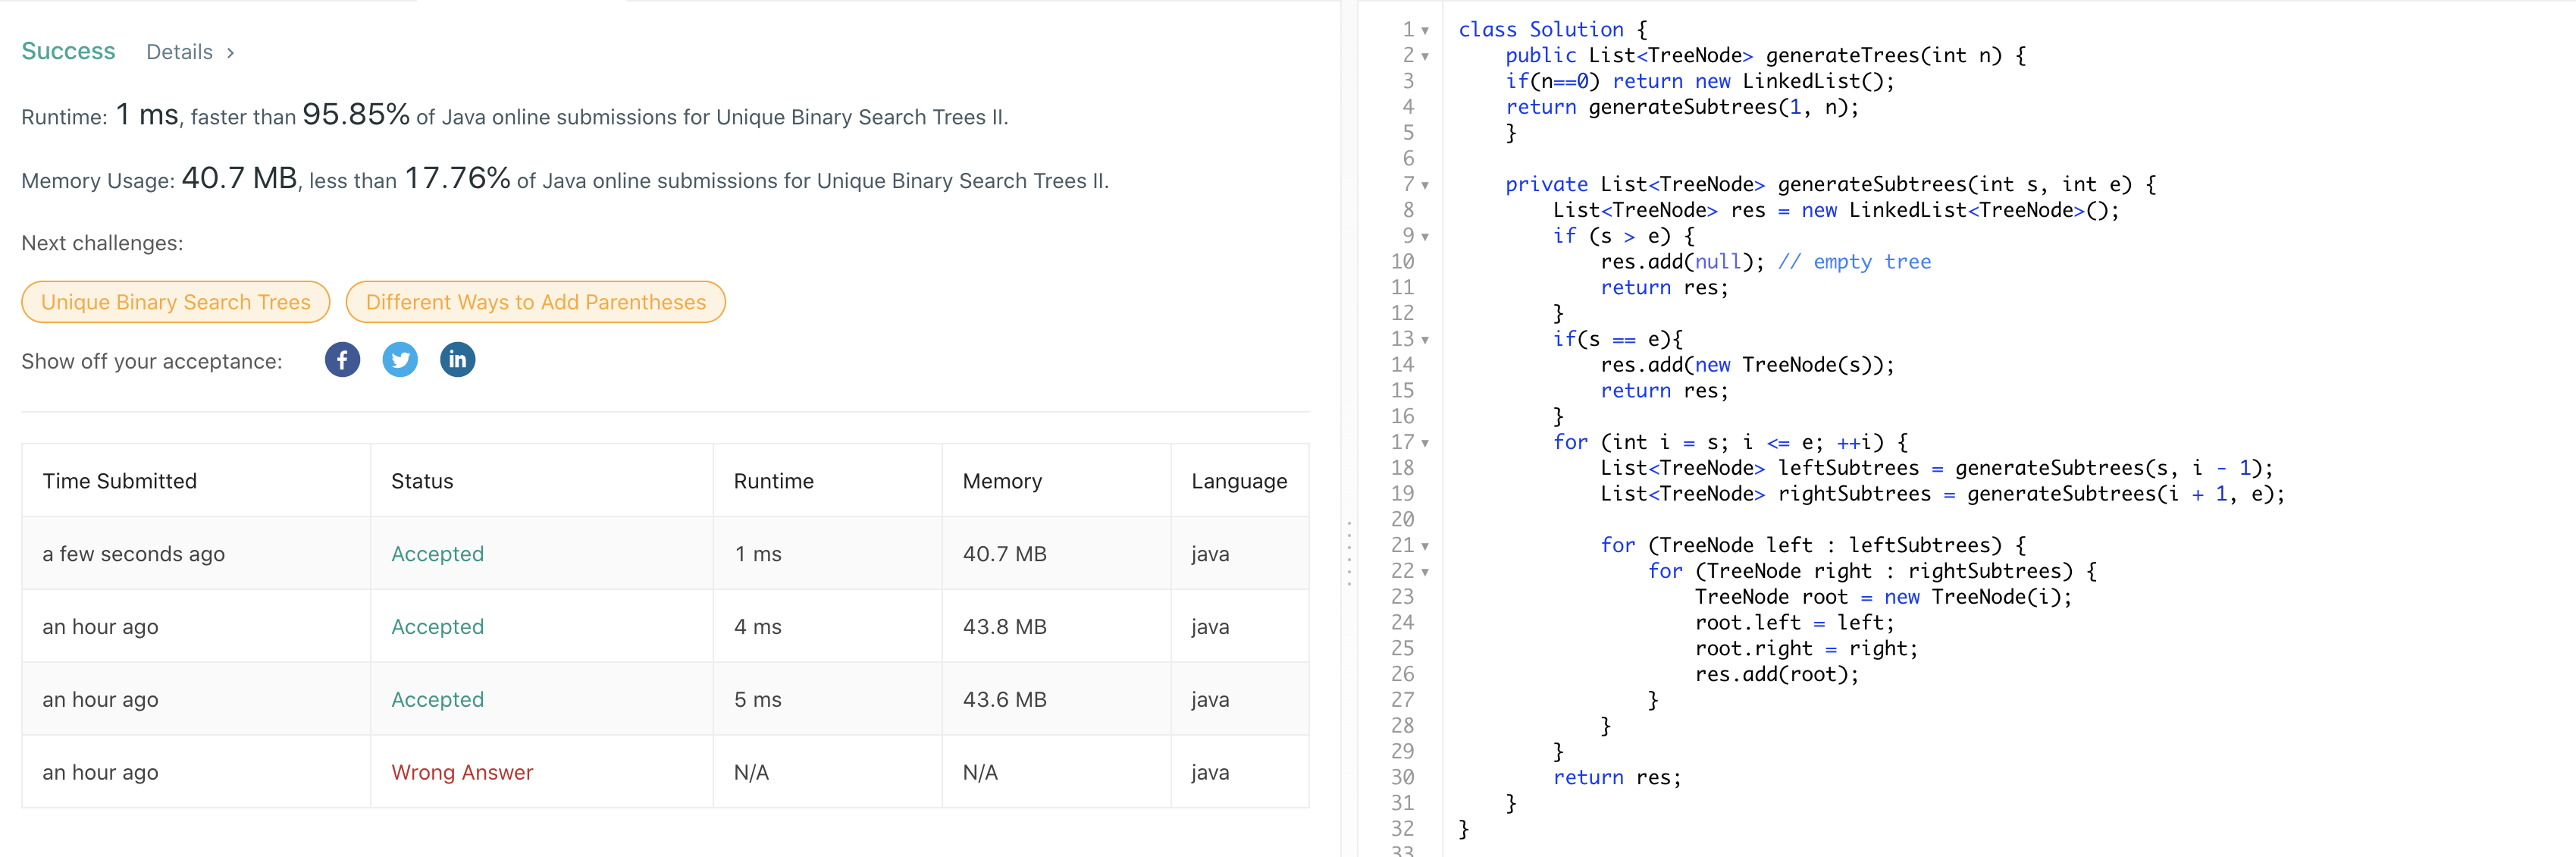 Success Details >
Runtime: 1 ms, faster than 95.85% of Java online submissions for Unique Binary Search Trees II.
Memory Usage: 40.7 MB, less than 17.76% of Java online submissions for Unique Binary Search Trees II.
Next challenges:
Unique Binary Search Trees Different Ways to Add Parentheses
Show off your acceptance: f in
Time Submitted Status Runtime Memory Language
a few seconds ago Accepted 1 ms 40.7 MB java
an hour ago Accepted 4 ms 43.8 MB java
an hour ago Accepted 5 ms 43.6 MB java
an hour ago Wrong Answer N/A N/A java
1 class Solution {
2     public List<TreeNode> generateTrees(int n) {
3     if(n==0) return new LinkedList();
4     return generateSubtrees(1, n);
5     }
6
7     private List<TreeNode> generateSubtrees(int s, int e) {
8         List<TreeNode> res = new LinkedList<TreeNode>();
9         if (s > e) {
10             res.add(null); // empty tree
11             return res;
12         }
13         if(s == e){
14             res.add(new TreeNode(s));
15             return res;
16         }
17         for (int i = s; i <= e; ++i) {
18             List<TreeNode> leftSubtrees = generateSubtrees(s, i - 1);
19             List<TreeNode> rightSubtrees = generateSubtrees(i + 1, e);
20
21             for (TreeNode left : leftSubtrees) {
22                 for (TreeNode right : rightSubtrees) {
23                     TreeNode root = new TreeNode(i);
24                     root.left = left;
25                     root.right = right;
26                     res.add(root);
27                 }
28             }
29         }
30         return res;
31     }
32 }
33